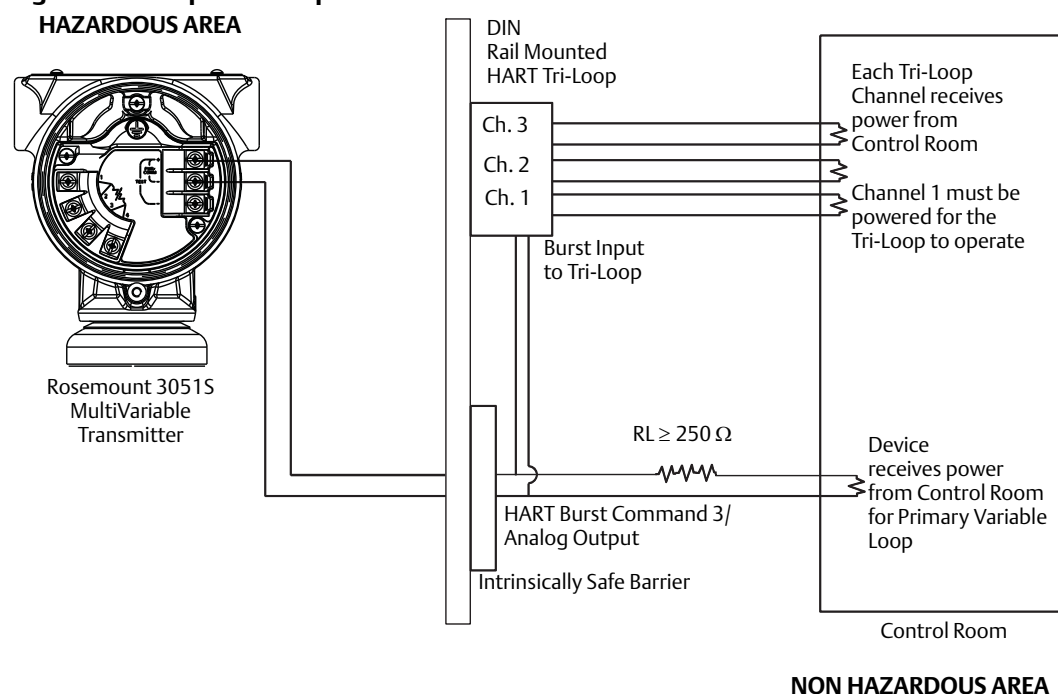 HAZARDOUS AREA
DIN
Rail Mounted
HART Tri-Loop
Ch. 3
Ch. 2
Ch. 1
Each Tri-Loop
Channel receives
power from
Control Room
Channel 1 must be
powered for the
Tri-Loop to operate
Burst Input
to Tri-Loop
Rosemount 3051S
MultiVariable
Transmitter
RL ≥ 250 Ω
Device
receives power
from Control Room
for Primary Variable
Loop
HART Burst Command 3/
Analog Output
Intrinsically Safe Barrier
Control Room
NON HAZARDOUS AREA